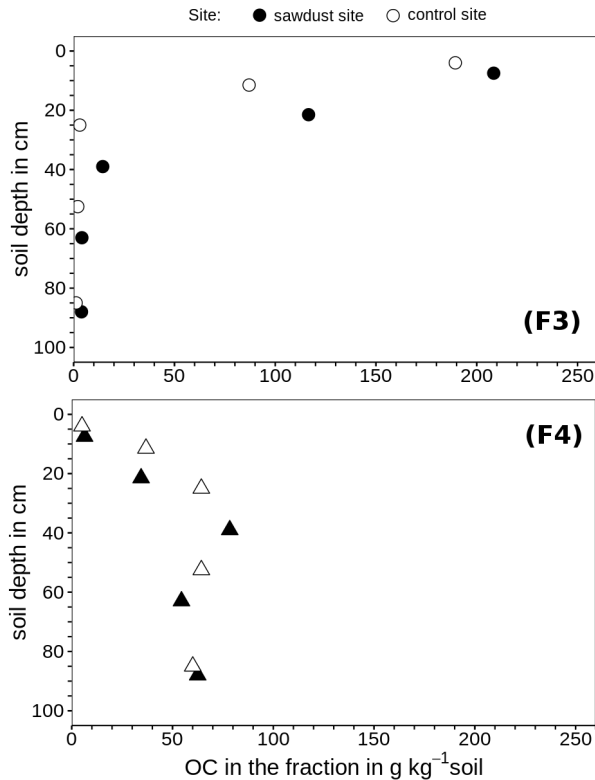 Site: sawdust site control site
0
20
40
60
80
100
soil depth in cm
(F3)
0 50 100 150 200 250
0
20
40
60
80
100
soil depth in cm
(F4)
0 50 100 150 200 250
OC in the fraction in g kg⁻¹soil